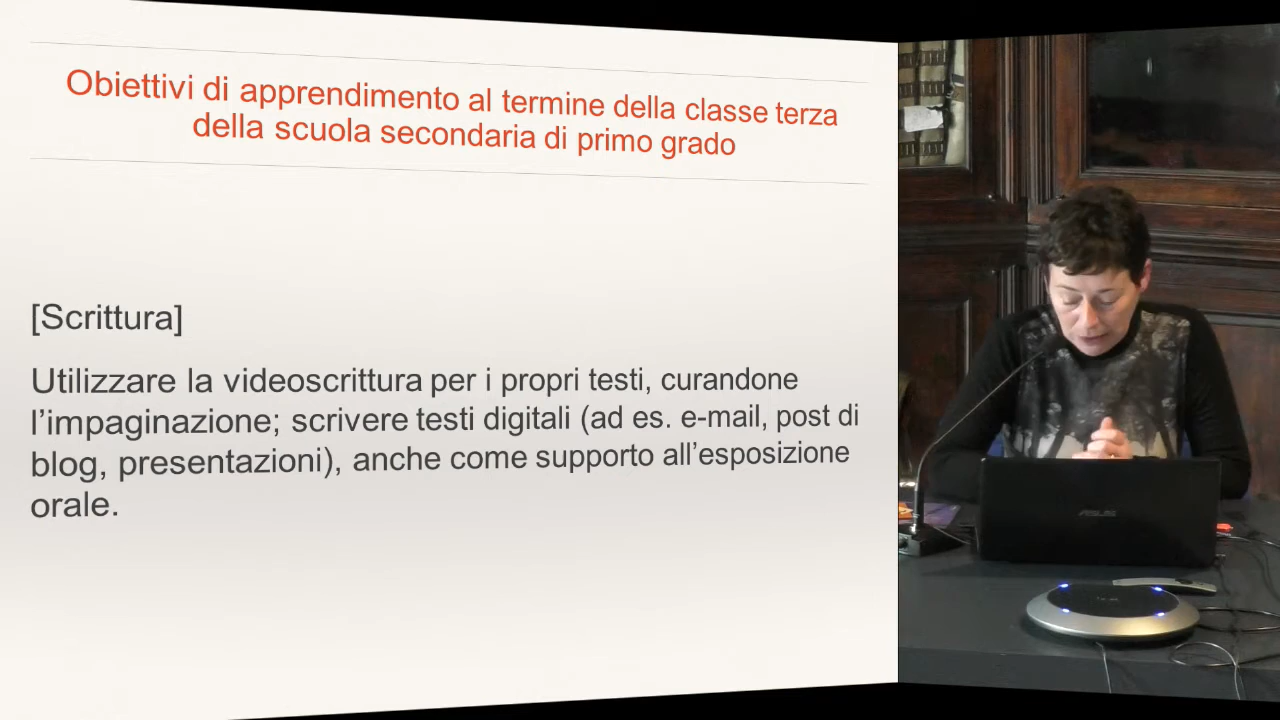 Obiettivi di apprendimento al termine della classe terza
della scuola secondaria di primo grado
[Scrittura]
Utilizzare la videoscrittura per i propri testi, curandone
l’impaginazione; scrivere testi digitali (ad es. e-mail, post di
blog, presentazioni), anche come supporto all’esposizione
orale.
ASUS